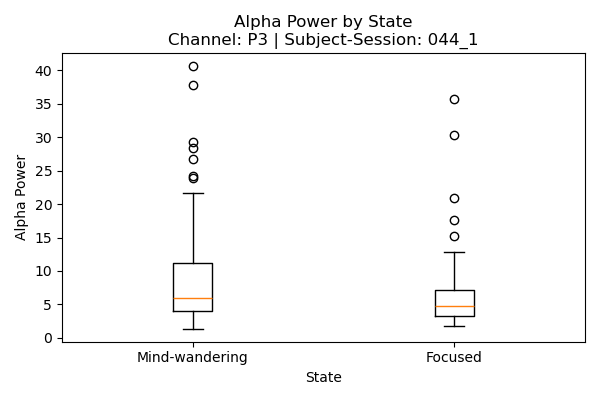 Alpha Power by State
Channel: P3 | Subject-Session: 044_1
Alpha Power
40
35
30
25
20
15
10
5
0
Mind-wandering
Focused
State